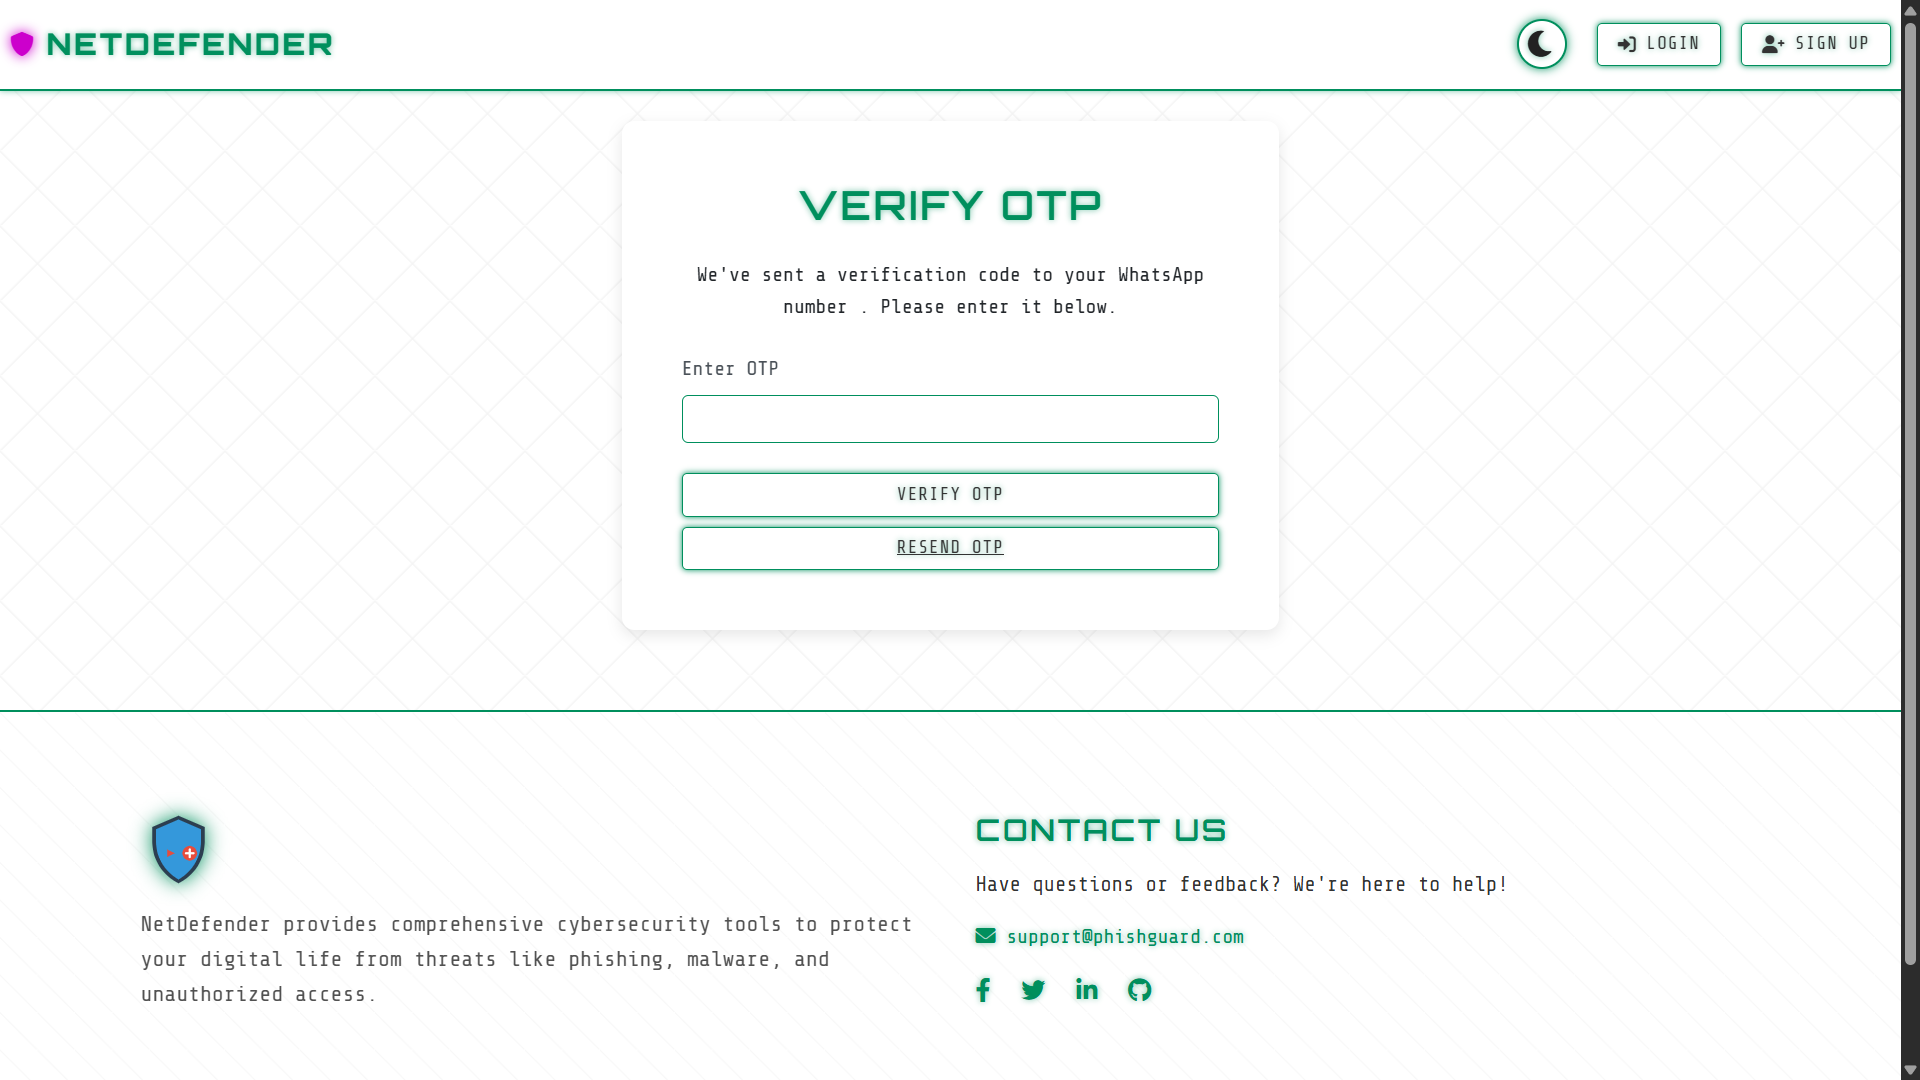 NETDEFENDER
LOGIN
SIGN UP
VERIFY OTP
We've sent a verification code to your WhatsApp
number . Please enter it below.
Enter OTP
VERIFY OTP
RESEND OTP
NetDefender provides comprehensive cybersecurity tools to protect
your digital life from threats like phishing, malware, and
unauthorized access.
CONTACT US
Have questions or feedback? We're here to help!
support@phishguard.com